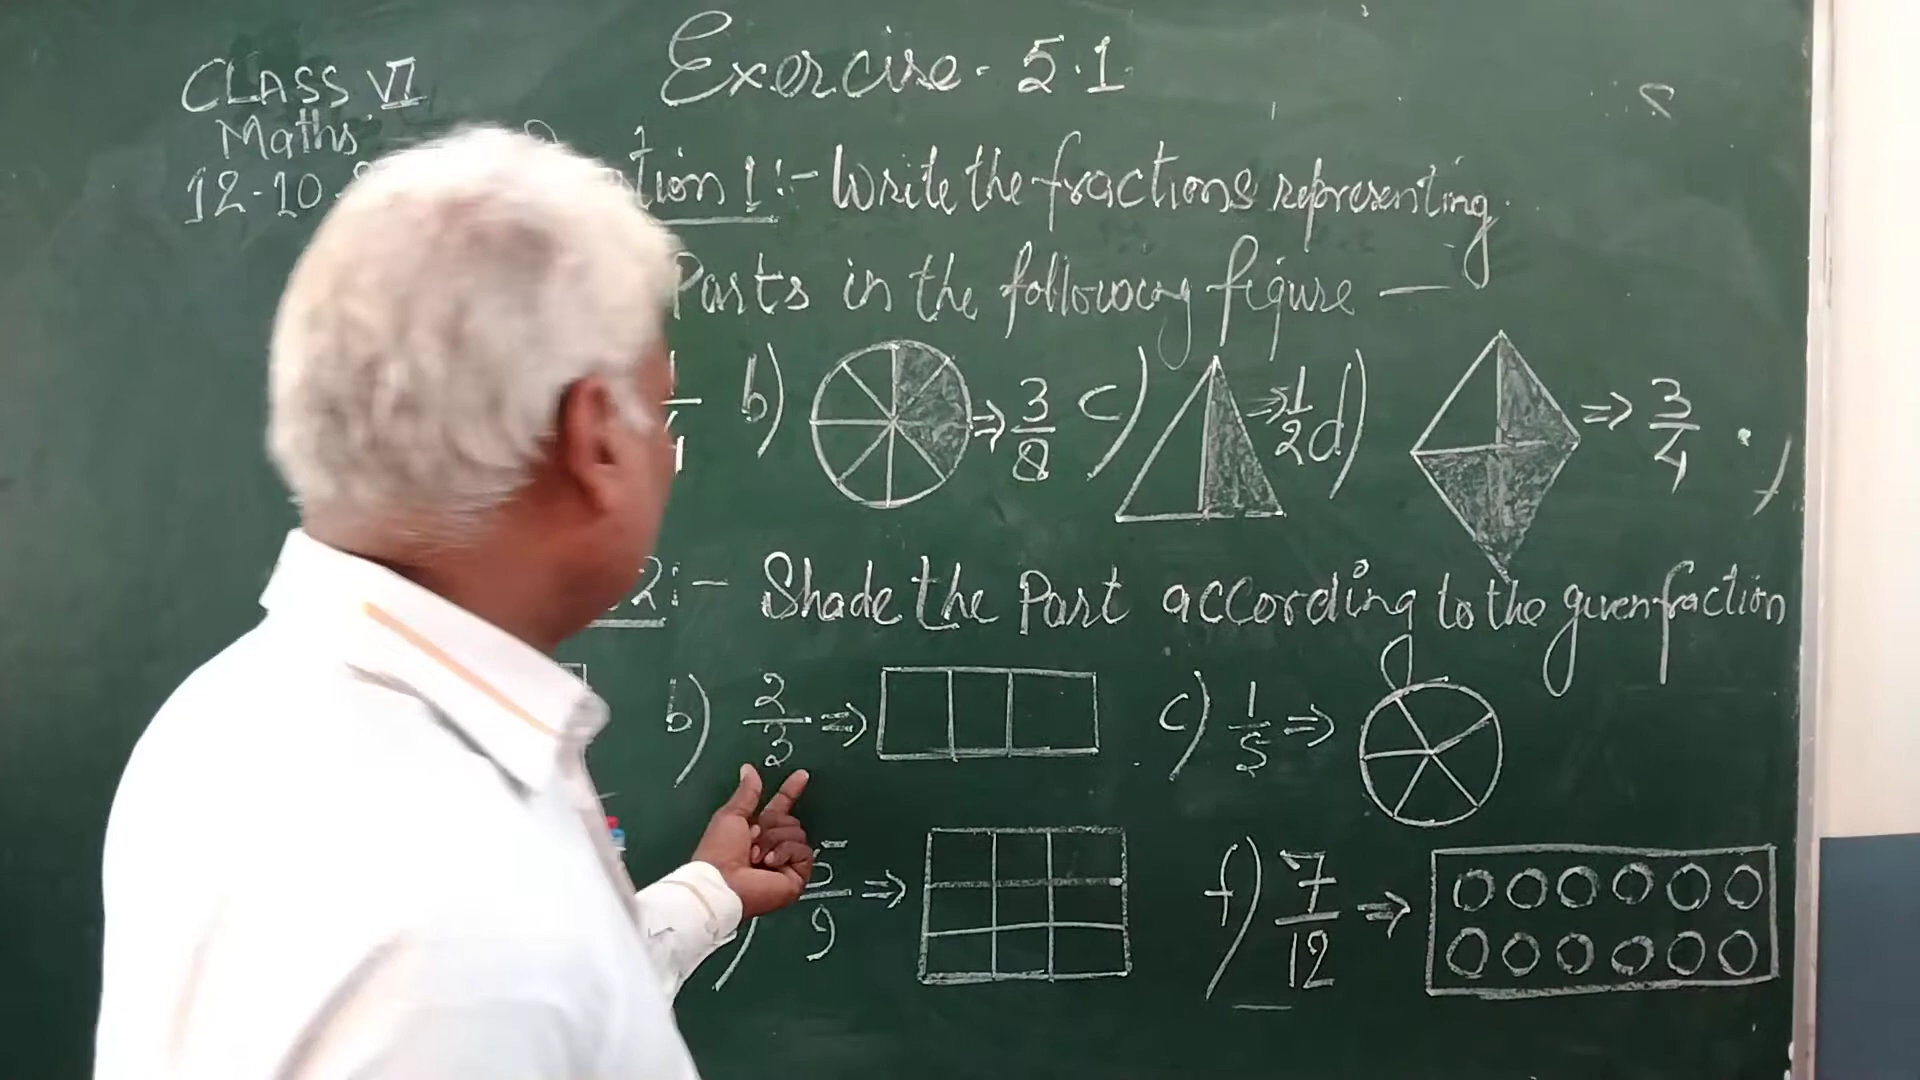 Exercise - 5.1
CLASS VI
Maths
12-10-
tion 1:- Write the fractions representing
Parts in the following figure —
b) ⇒ 3/8 c) ⇒ 1/2 d) ⇒ 3/4
2:- Shade the Part according to the given fraction
b) 2/3 ⇒ c) 1/5 ⇒
5/9 ⇒ f) 7/12 ⇒